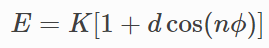 E = K[1 + d cos(nϕ)]